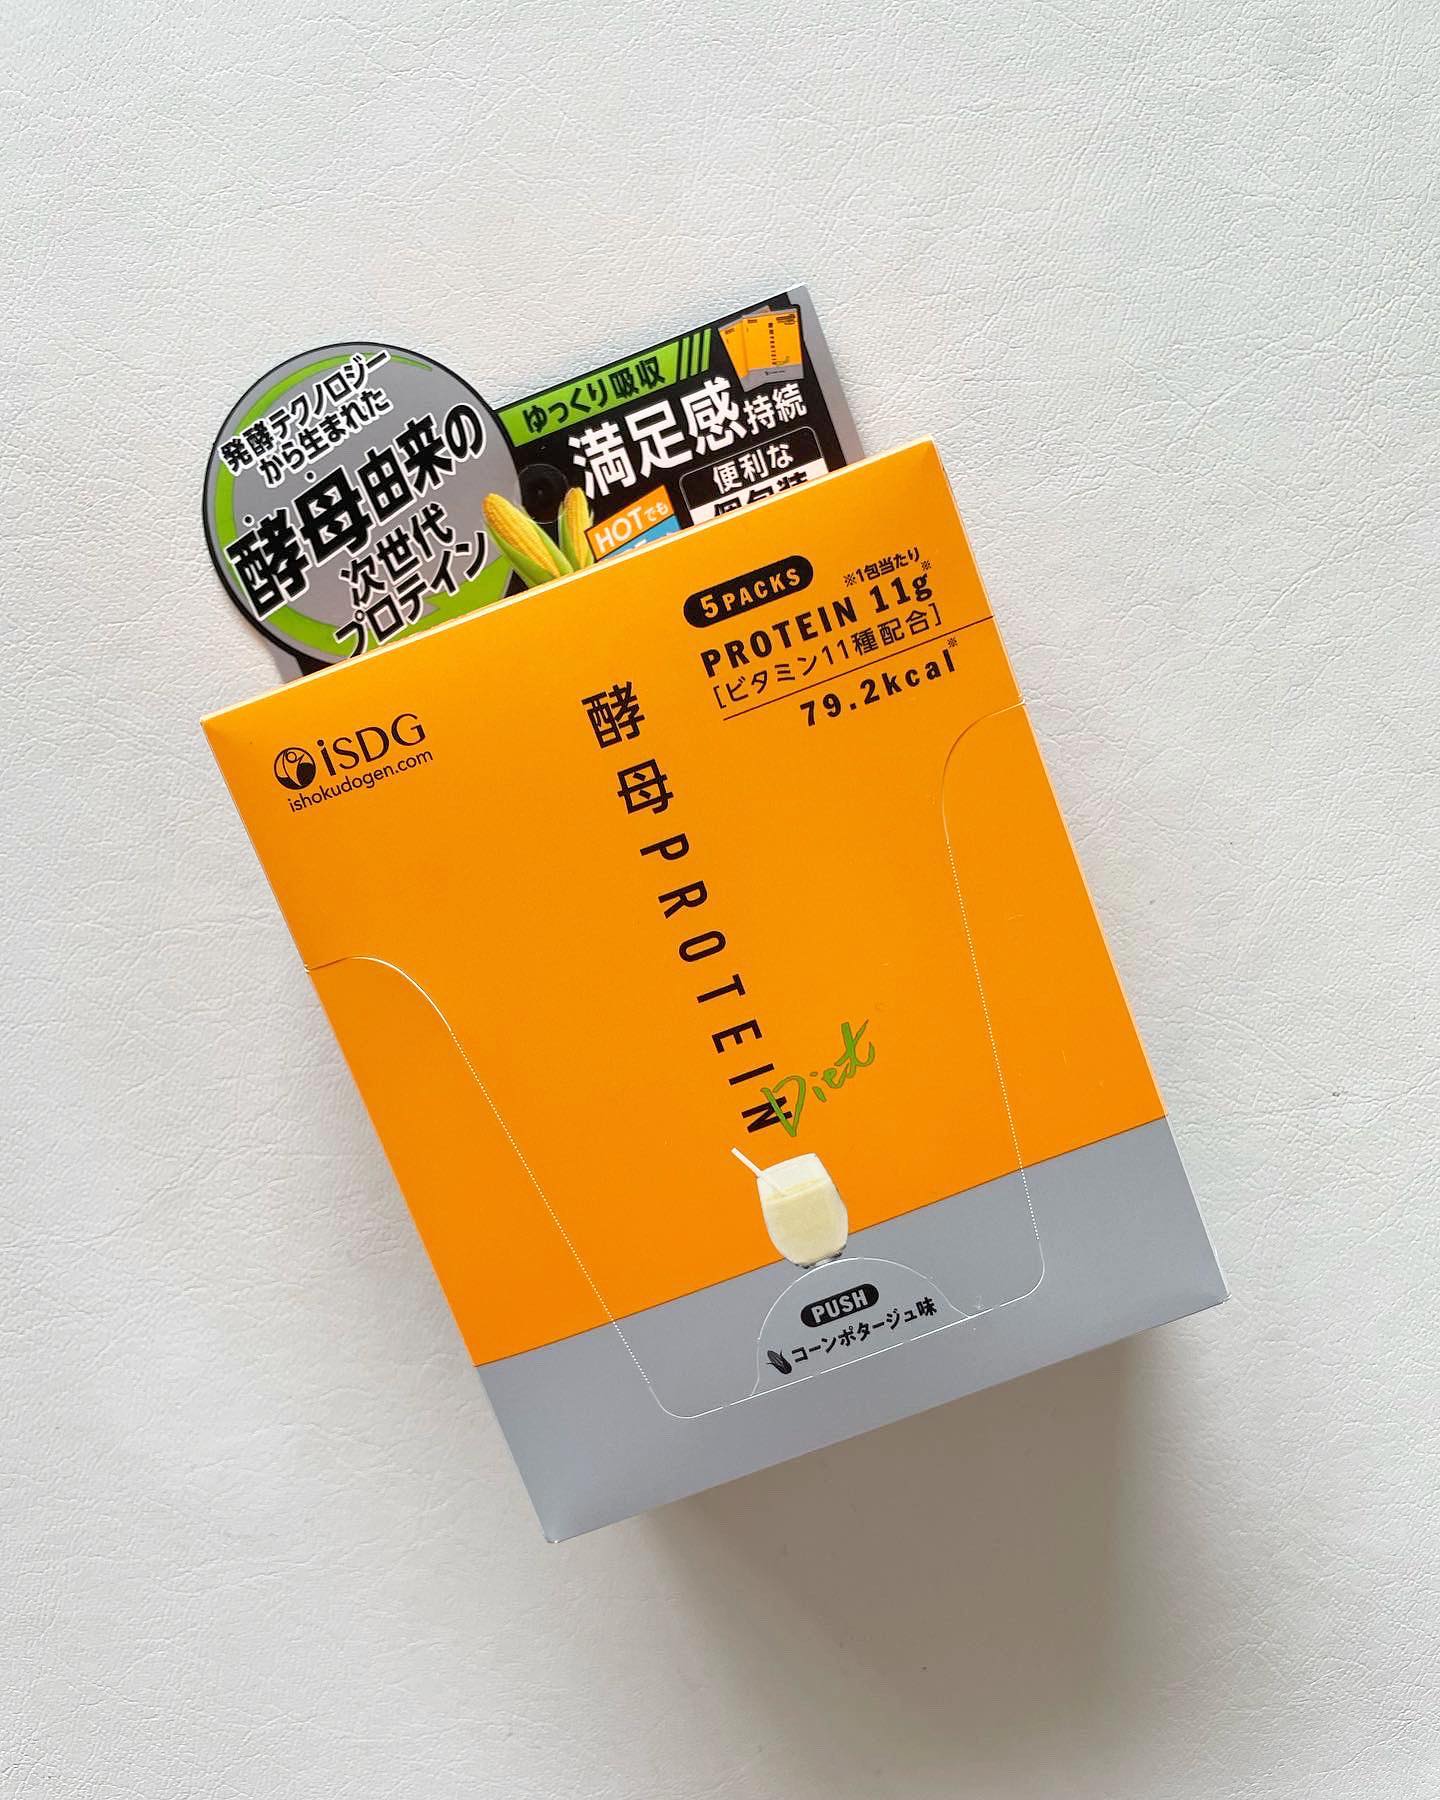 発酵テクノロジー
から生まれた
酵母由来の
次世代
プロテイン
ゆっくり吸収
満足感持続
便利な
個包装
HOTでも
5PACKS
※1包当たり
PROTEIN 11g※
[ビタミン11種配合]
79.2kcal※
iSDG
ishokudogen.com
酵母PROTEIN
Diet
PUSH
コーンポタージュ味